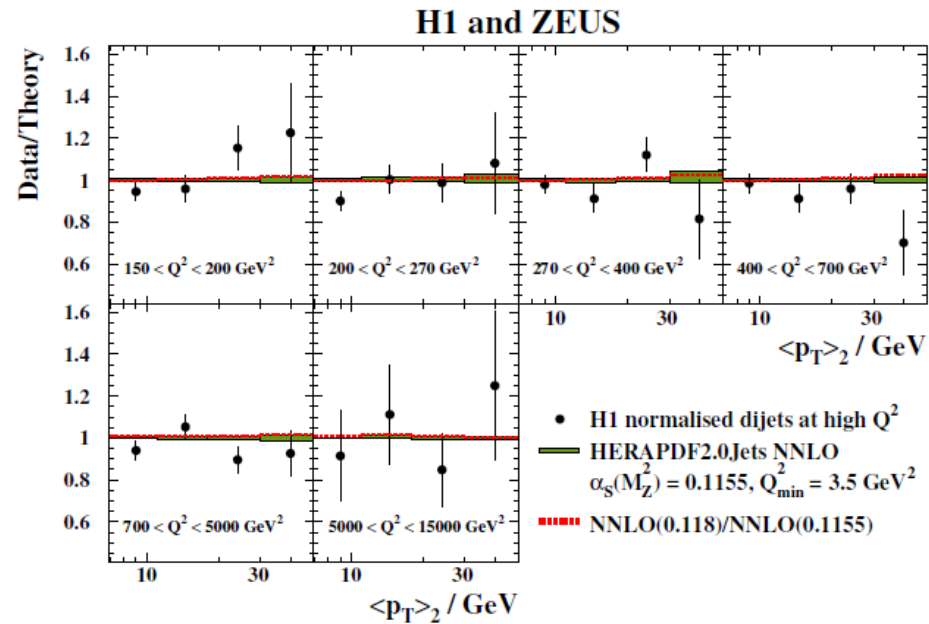 H1 and ZEUS
Data/Theory
1.6
1.4
1.2
1
0.8
0.6
150 < Q² < 200 GeV²
200 < Q² < 270 GeV²
270 < Q² < 400 GeV²
400 < Q² < 700 GeV²
10 30 10 30
<p_T>₂ / GeV
1.6
1.4
1.2
1
0.8
0.6
700 < Q² < 5000 GeV²
5000 < Q² < 15000 GeV²
10 30 10 30
<p_T>₂ / GeV
H1 normalised dijets at high Q²
HERAPDF2.0Jets NNLO
α_S(M_Z²) = 0.1155, Q²_min = 3.5 GeV²
NNLO(0.118)/NNLO(0.1155)